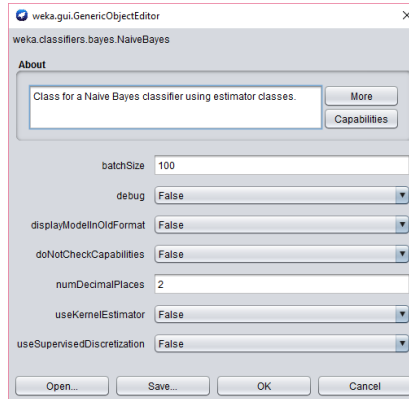 weka.gui.GenericObjectEditor
weka.classifiers.bayes.NaiveBayes
About
Class for a Naive Bayes classifier using estimator classes.
More
Capabilities
batchSize 100
debug False
displayModelInOldFormat False
doNotCheckCapabilities False
numDecimalPlaces 2
useKernelEstimator False
useSupervisedDiscretization False
Open... Save... OK Cancel